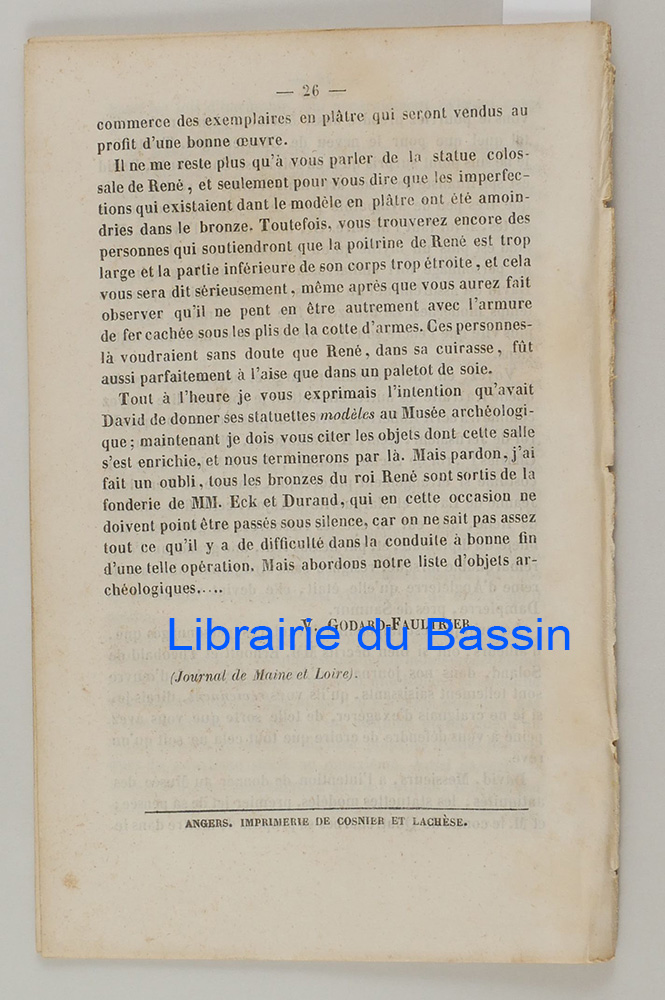 — 26 —
commerce des exemplaires en plâtre qui seront vendus au
profit d'une bonne œuvre.
Il ne me reste plus qu'à vous parler de la statue colos-
sale de René, et seulement pour vous dire que les imperfec-
tions qui existaient dant le modèle en plâtre ont été amoin-
dries dans le bronze. Toutefois, vous trouverez encore des
personnes qui soutiendront que la poitrine de René est trop
large et la partie inférieure de son corps trop étroite, et cela
vous sera dit sérieusement, même après que vous aurez fait
observer qu'il ne pent en être autrement avec l'armure
de fer cachée sous les plis de la cotte d'armes. Ces personnes-
là voudraient sans doute que René, dans sa cuirasse, fût
aussi parfaitement à l'aise que dans un paletot de soie.
Tout à l'heure je vous exprimais l'intention qu'avait
David de donner ses statuettes modèles au Musée archéologi-
que; maintenant je dois vous citer les objets dont cette salle
s'est enrichie, et nous terminerons par là. Mais pardon, j'ai
fait un oubli, tous les bronzes du roi René sont sortis de la
fonderie de MM. Eck et Durand, qui en cette occasion ne
doivent point être passés sous silence, car on ne sait pas assez
tout ce qu'il y a de difficulté dans la conduite à bonne fin
d'une telle opération. Mais abordons notre liste d'objets ar-
chéologiques.....
V. GODARD-FAULTRIER.
Librairie du Bassin
(Journal de Maine et Loire).
ANGERS. IMPRIMERIE DE COSNIER ET LACHÈSE.